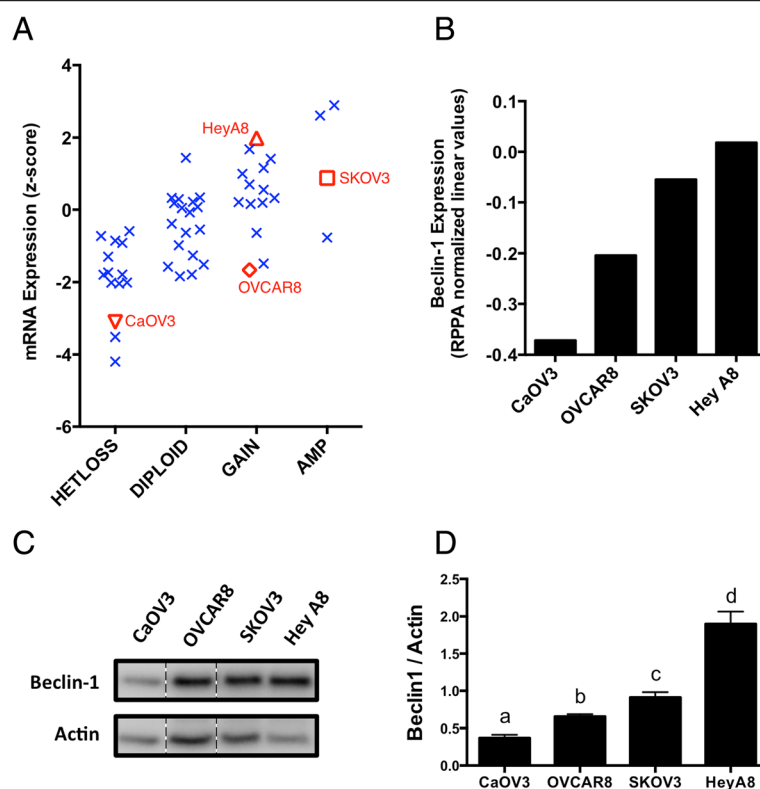 A
mRNA Expression (z-score)
4
2
0
-2
-4
-6
HeyA8
SKOV3
OVCAR8
CaOV3
HETLOSS
DIPLOID
GAIN
AMP
B
Beclin-1 Expression
(RPPA normalized linear values)
0.1
0.0
-0.1
-0.2
-0.3
-0.4
CaOV3
OVCAR8
SKOV3
Hey A8
C
CaOV3
OVCAR8
SKOV3
Hey A8
Beclin-1
Actin
D
Beclin1 / Actin
2.5
2.0
1.5
1.0
0.5
0.0
a
b
c
d
CaOV3
OVCAR8
SKOV3
HeyA8